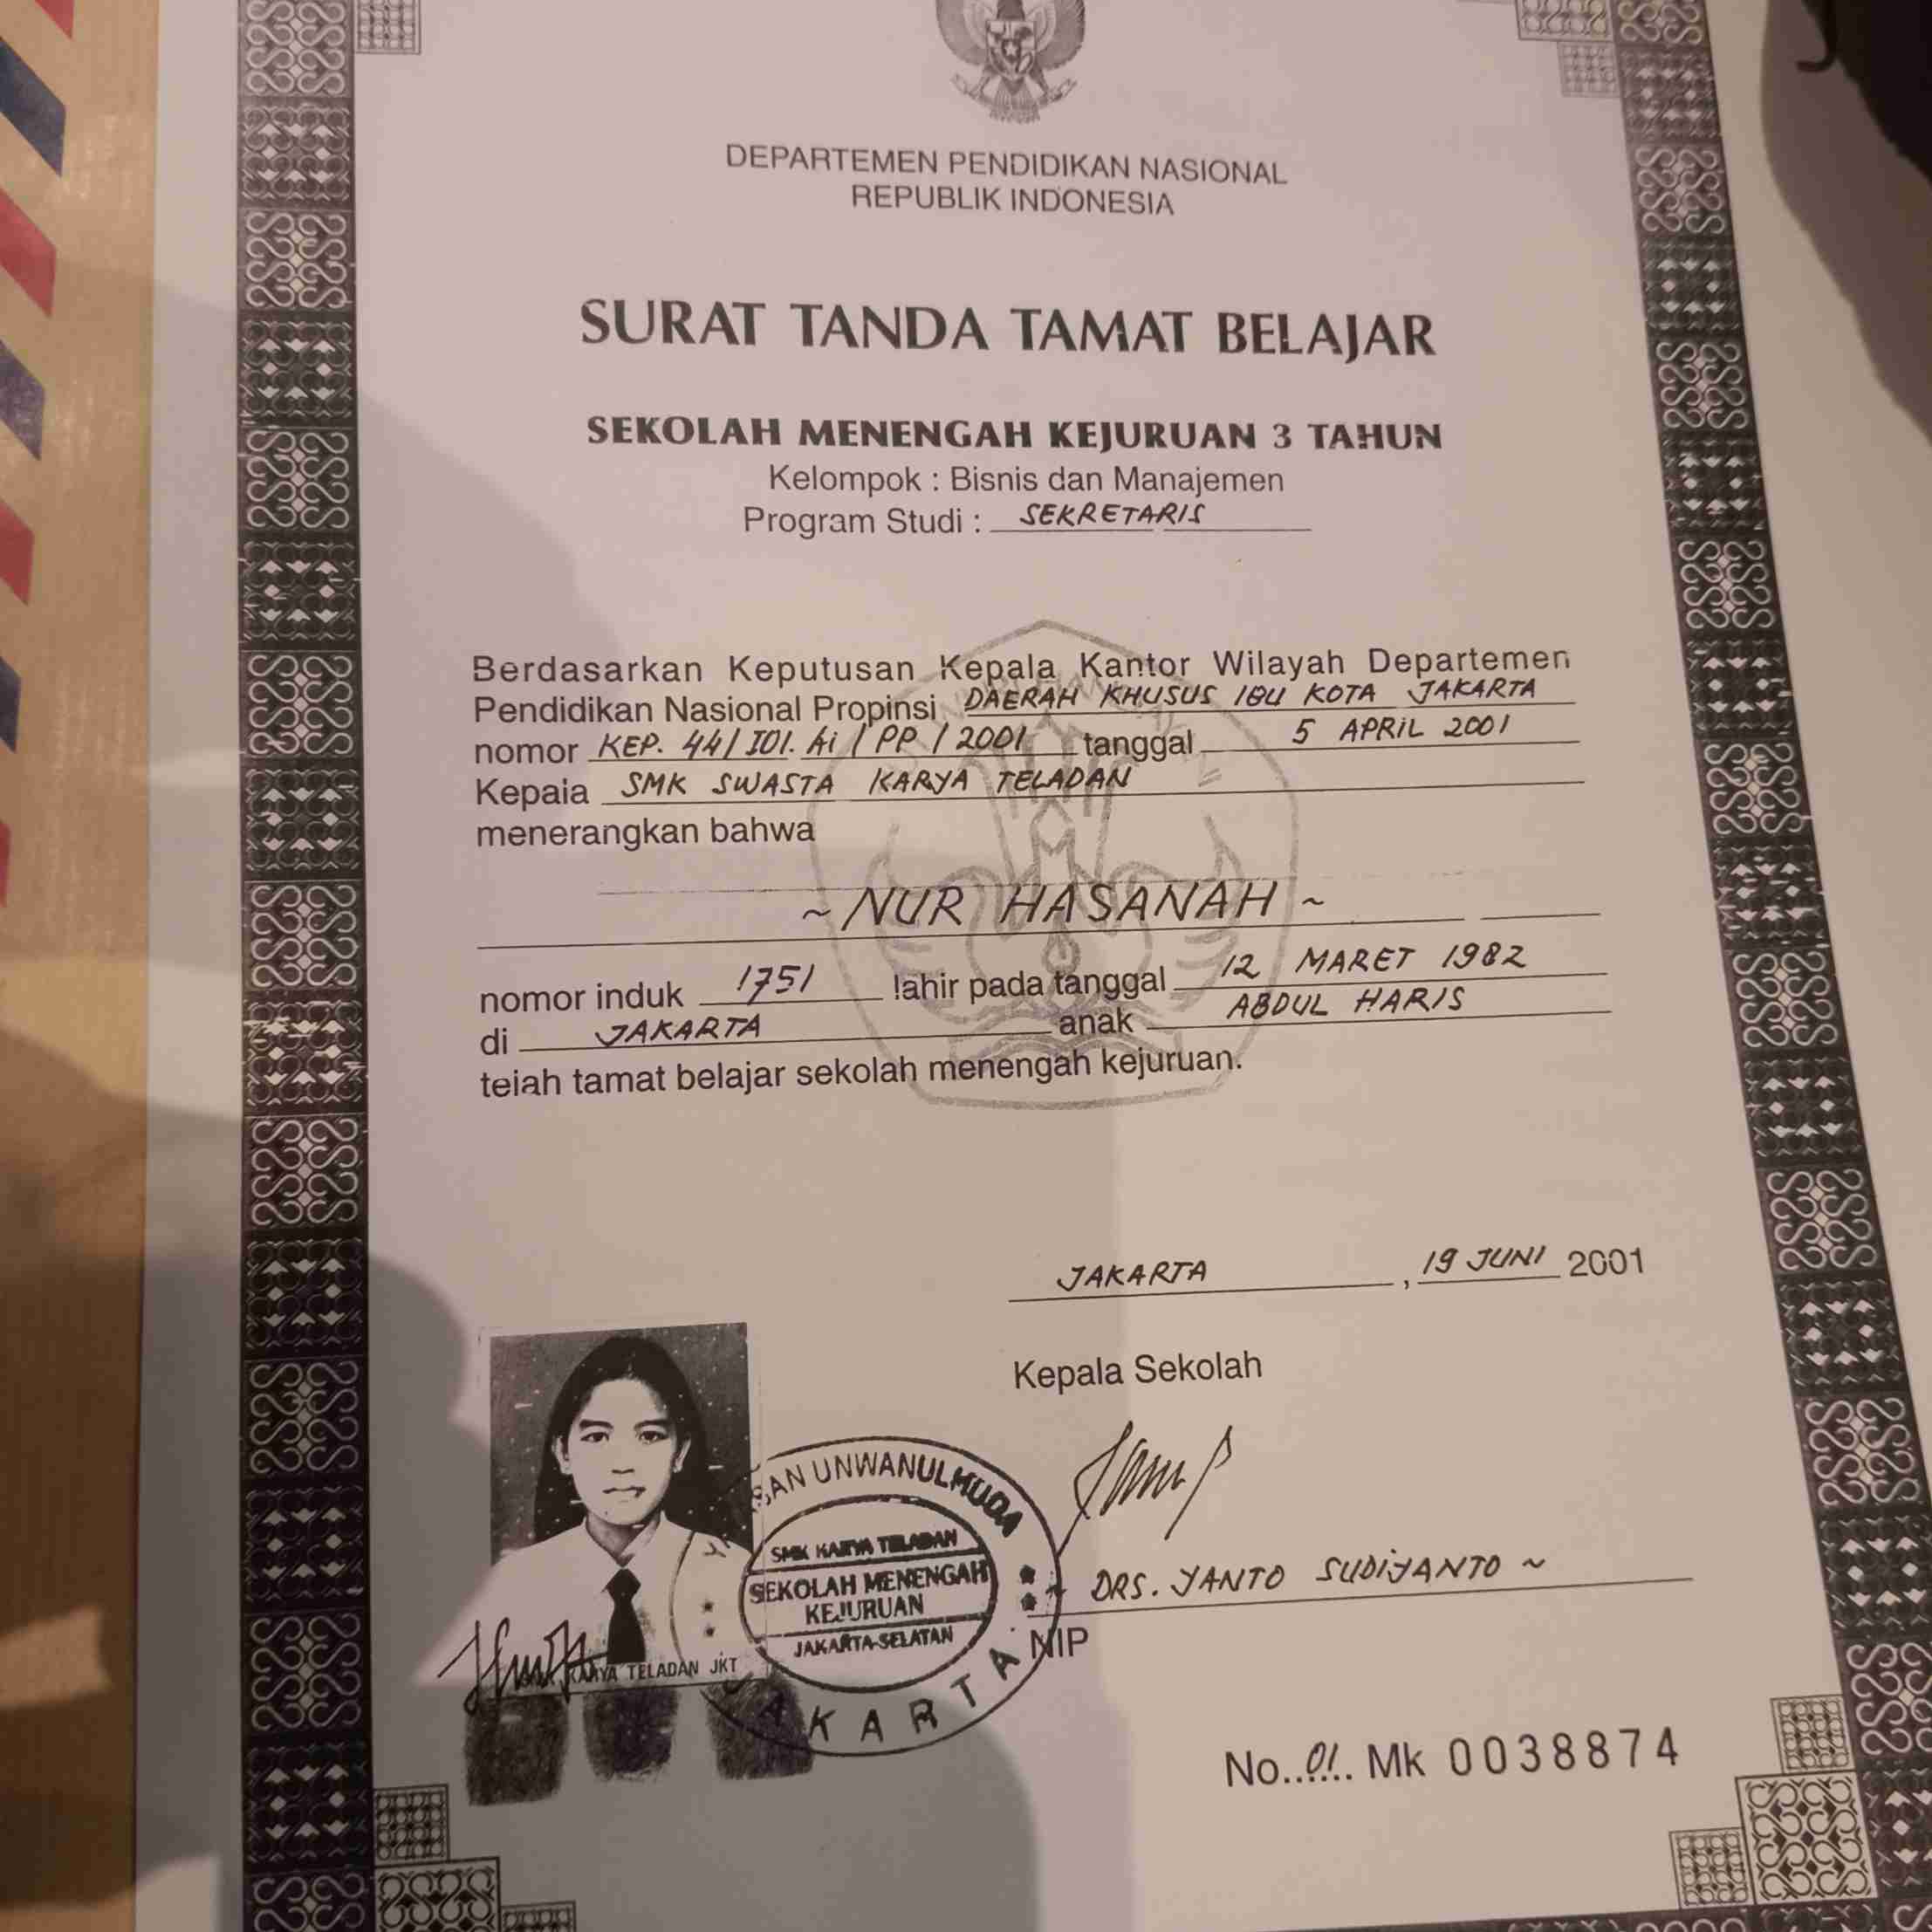 DEPARTEMEN PENDIDIKAN NASIONAL
REPUBLIK INDONESIA
SURAT TANDA TAMAT BELAJAR
SEKOLAH MENENGAH KEJURUAN 3 TAHUN
Kelompok : Bisnis dan Manajemen
Program Studi : SEKRETARIS
Berdasarkan Keputusan Kepala Kantor Wilayah Departemen
Pendidikan Nasional Propinsi DAERAH KHUSUS IBU KOTA JAKARTA
nomor KEP. 44/I01. Ai / PP / 2001 tanggal 5 APRIL 2001
Kepala SMK SWASTA KARYA TELADAN
menerangkan bahwa
~ NUR HASANAH ~
nomor induk 1751 lahir pada tanggal 12 MARET 1982
di JAKARTA anak ABDUL HARIS
telah tamat belajar sekolah menengah kejuruan.
JAKARTA, 19 JUNI 2001
Kepala Sekolah
UNWANULHUDA
SMK KARYA TELADAN
SEKOLAH MENENGAH
KEJURUAN
JAKARTA-SELATAN
JAKARTA
KARYA TELADAN JKT
~ DRS. YANTO SUDIYANTO ~
NIP
No..01.. Mk 0038874